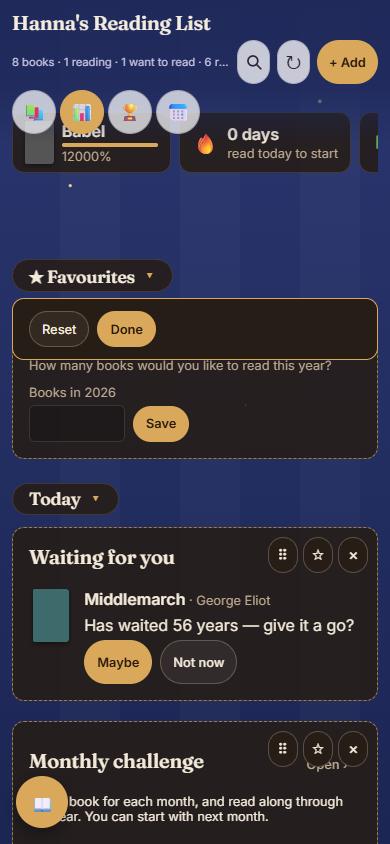 Hanna's Reading List
8 books · 1 reading · 1 want to read · 6 r...
+ Add
Babel
12000%
0 days
read today to start
★ Favourites ▼
Reset
Done
How many books would you like to read this year?
Books in 2026
Save
Today ▼
Waiting for you
Middlemarch · George Eliot
Has waited 56 years — give it a go?
Maybe
Not now
Monthly challenge
Open ›
book for each month, and read along through
You can start with next month.